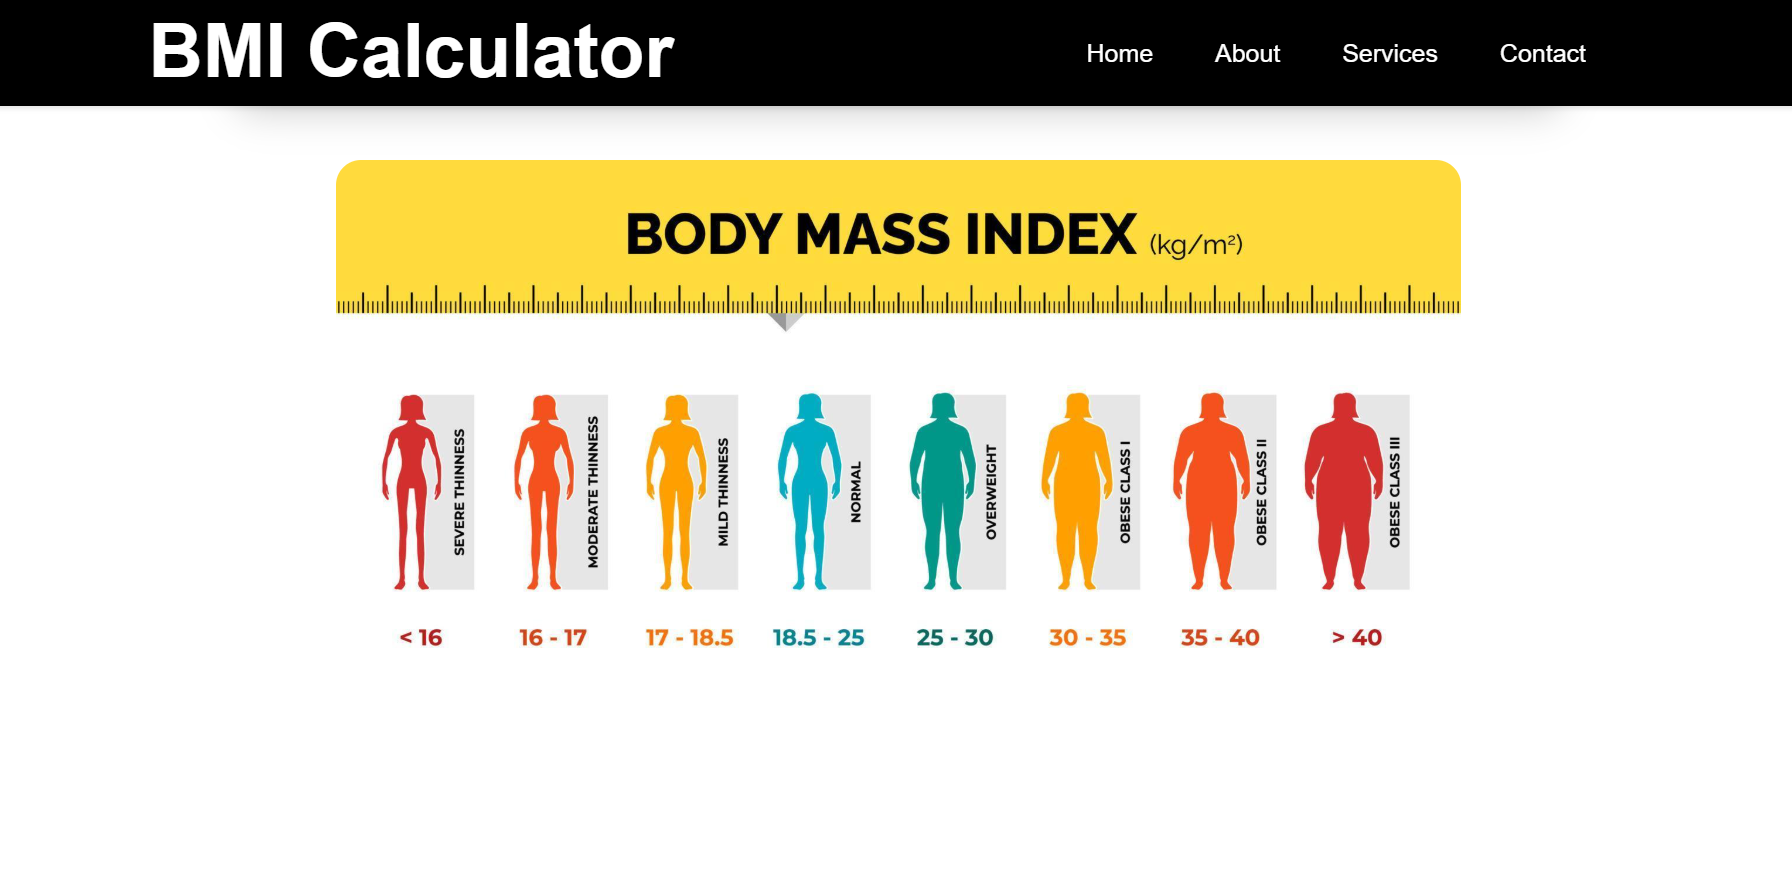 BMI Calculator
Home About Services Contact
BODY MASS INDEX (kg/m²)
SEVERE THINNESS
MODERATE THINNESS
MILD THINNESS
NORMAL
OVERWEIGHT
OBESE CLASS I
OBESE CLASS II
OBESE CLASS III
< 16
16 - 17
17 - 18.5
18.5 - 25
25 - 30
30 - 35
35 - 40
> 40